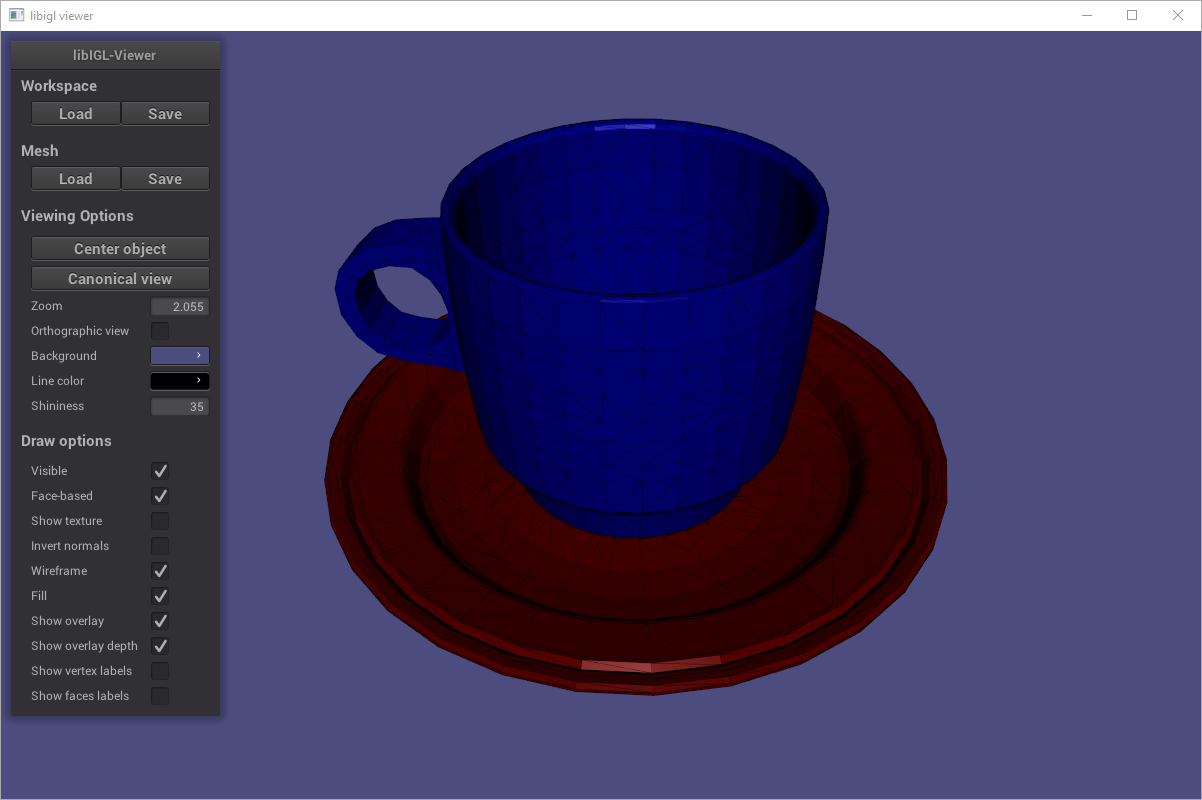 libigl viewer
libIGL-Viewer
Workspace
Load Save
Mesh
Load Save
Viewing Options
Center object
Canonical view
Zoom 2.055
Orthographic view
Background
Line color
Shininess 35
Draw options
Visible
Face-based
Show texture
Invert normals
Wireframe
Fill
Show overlay
Show overlay depth
Show vertex labels
Show faces labels